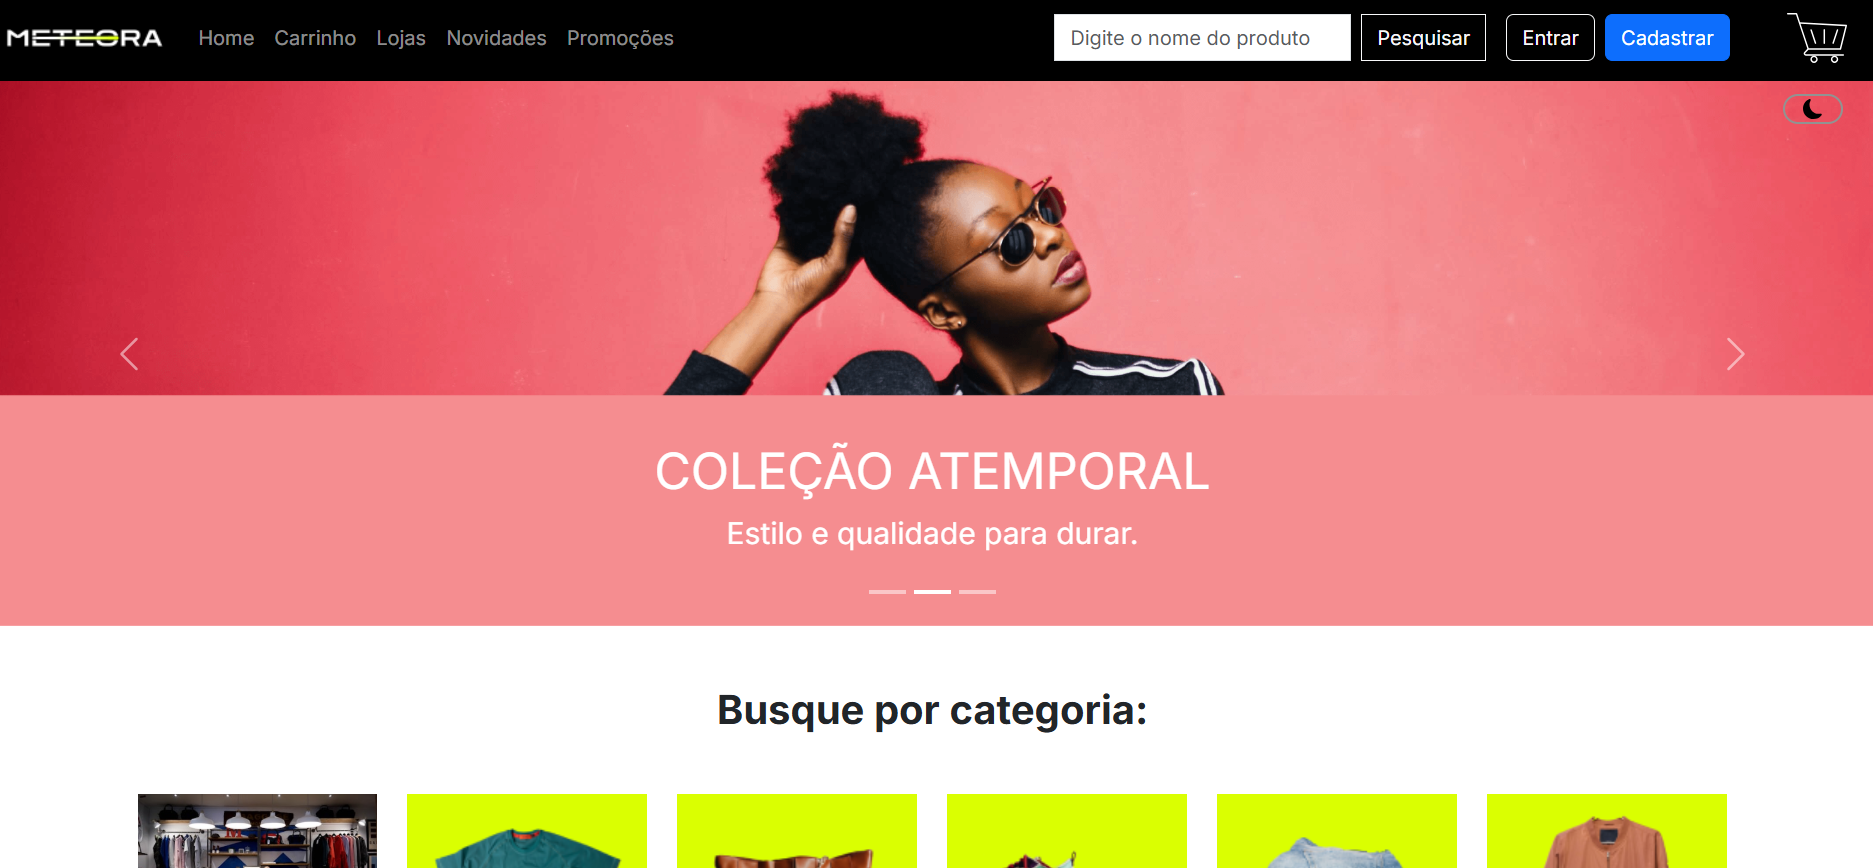 METEORA Home Carrinho Lojas Novidades Promoções Digite o nome do produto Pesquisar Entrar Cadastrar
COLEÇÃO ATEMPORAL
Estilo e qualidade para durar.
Busque por categoria: